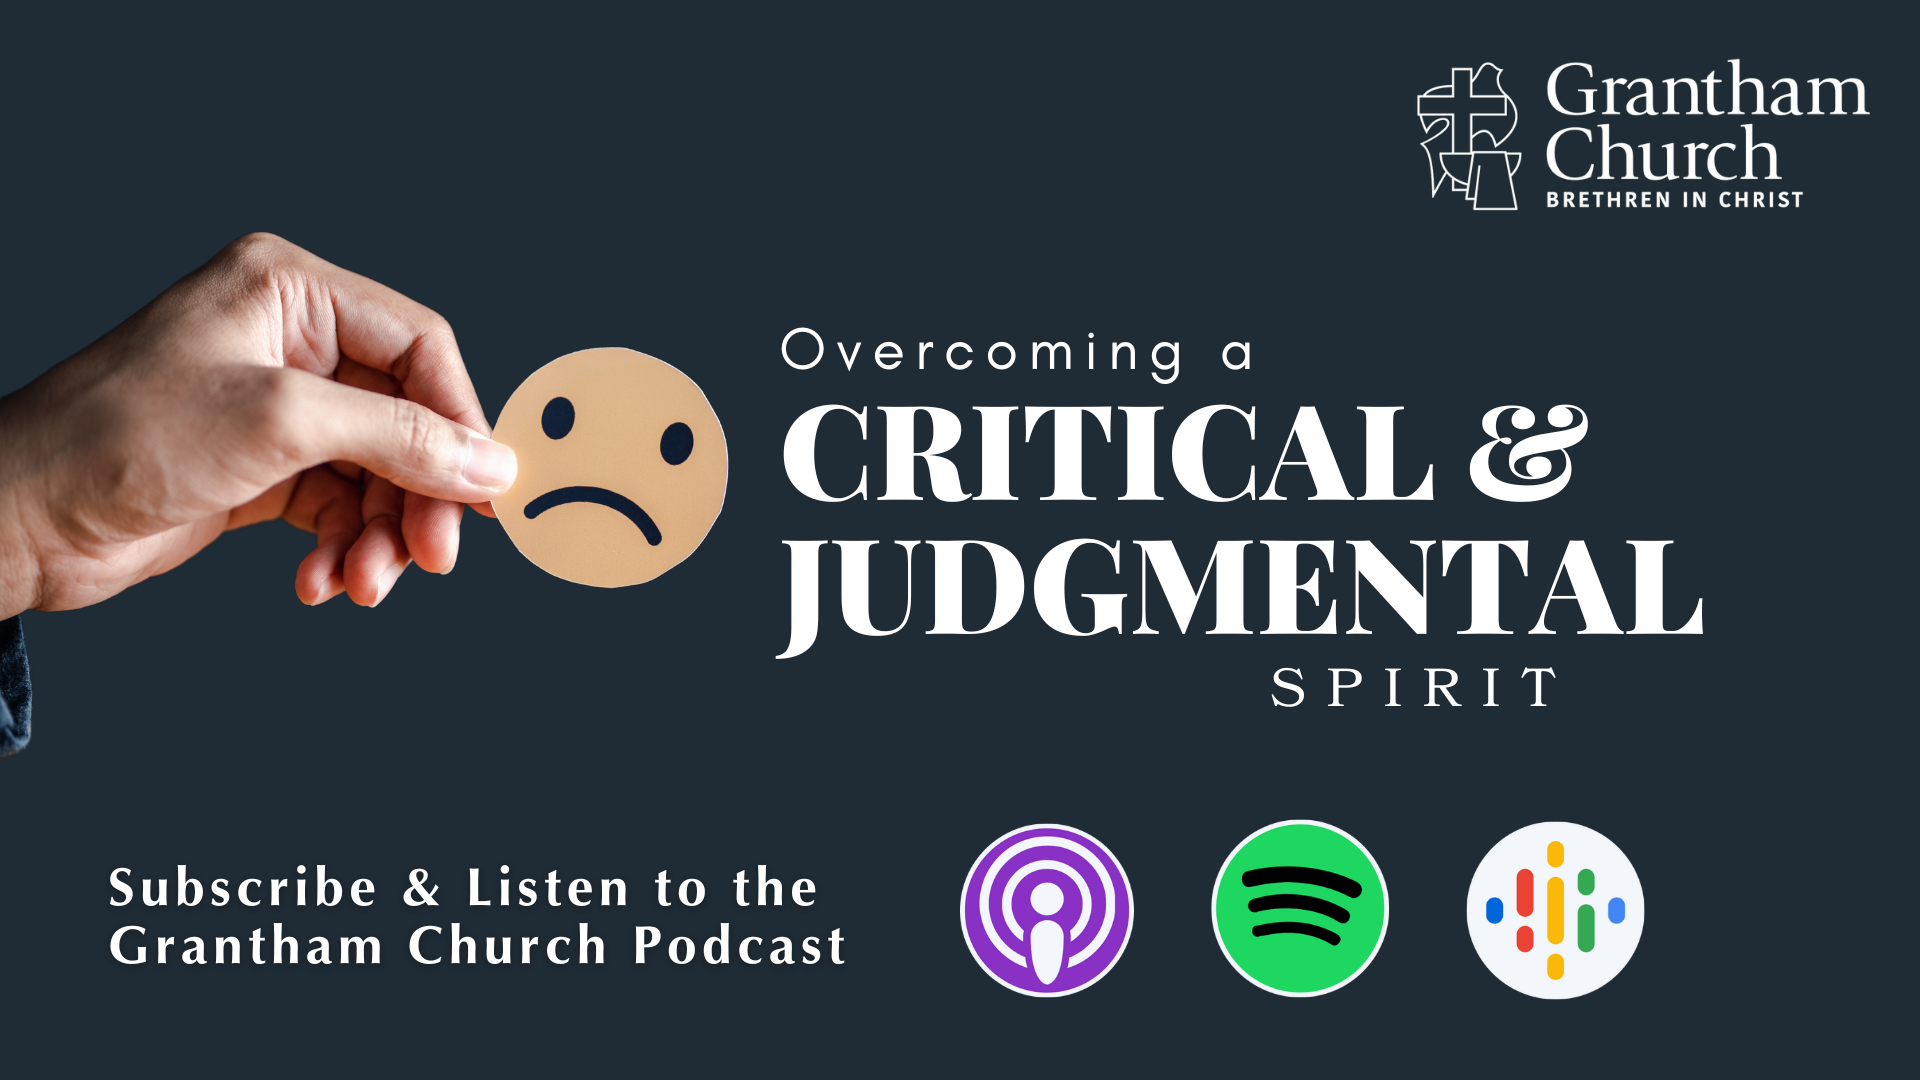 Grantham
Church
BRETHREN IN CHRIST
Overcoming a
CRITICAL &
JUDGMENTAL
SPIRIT
Subscribe & Listen to the
Grantham Church Podcast